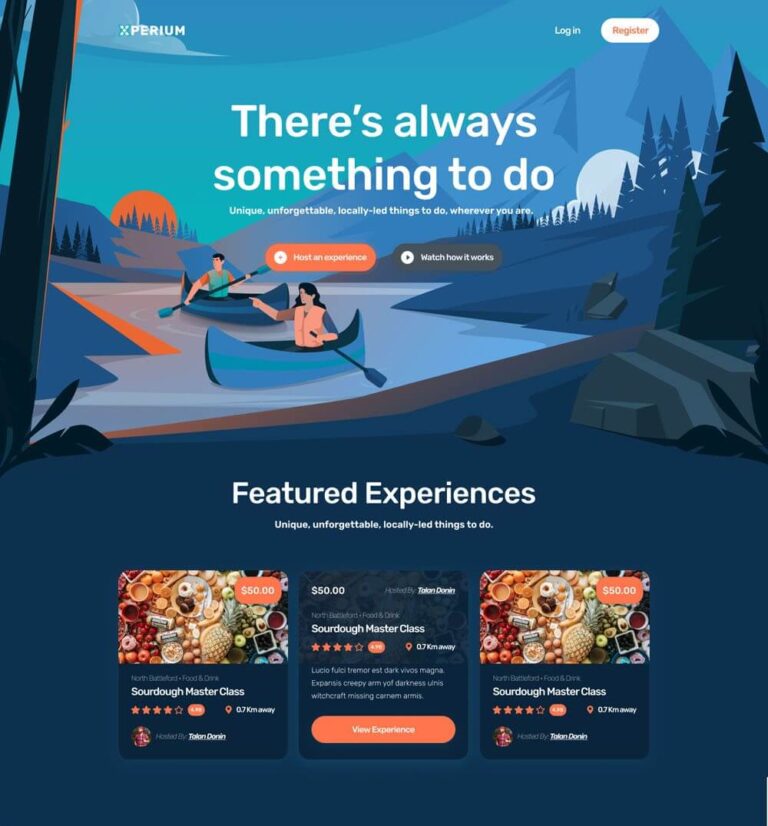 XPERIUM
Log in
Register
There's always
something to do
Unique, unforgettable, locally-led things to do, wherever you are.
Host an experience
Watch how it works
Featured Experiences
Unique, unforgettable, locally-led things to do.
$50.00
North Battleford • Food & Drink
Sourdough Master Class
4.99
0.7 Km away
Hosted By: Talan Donin
$50.00
Hosted By: Talan Donin
North Battleford • Food & Drink
Sourdough Master Class
4.99
0.7 Km away
Lucio fulci tremor est dark vivos magna.
Expansis creepy arm yof darkness ulnis
witchcraft missing carnem armis.
View Experience
$50.00
North Battleford • Food & Drink
Sourdough Master Class
4.99
0.7 Km away
Hosted By: Talan Donin